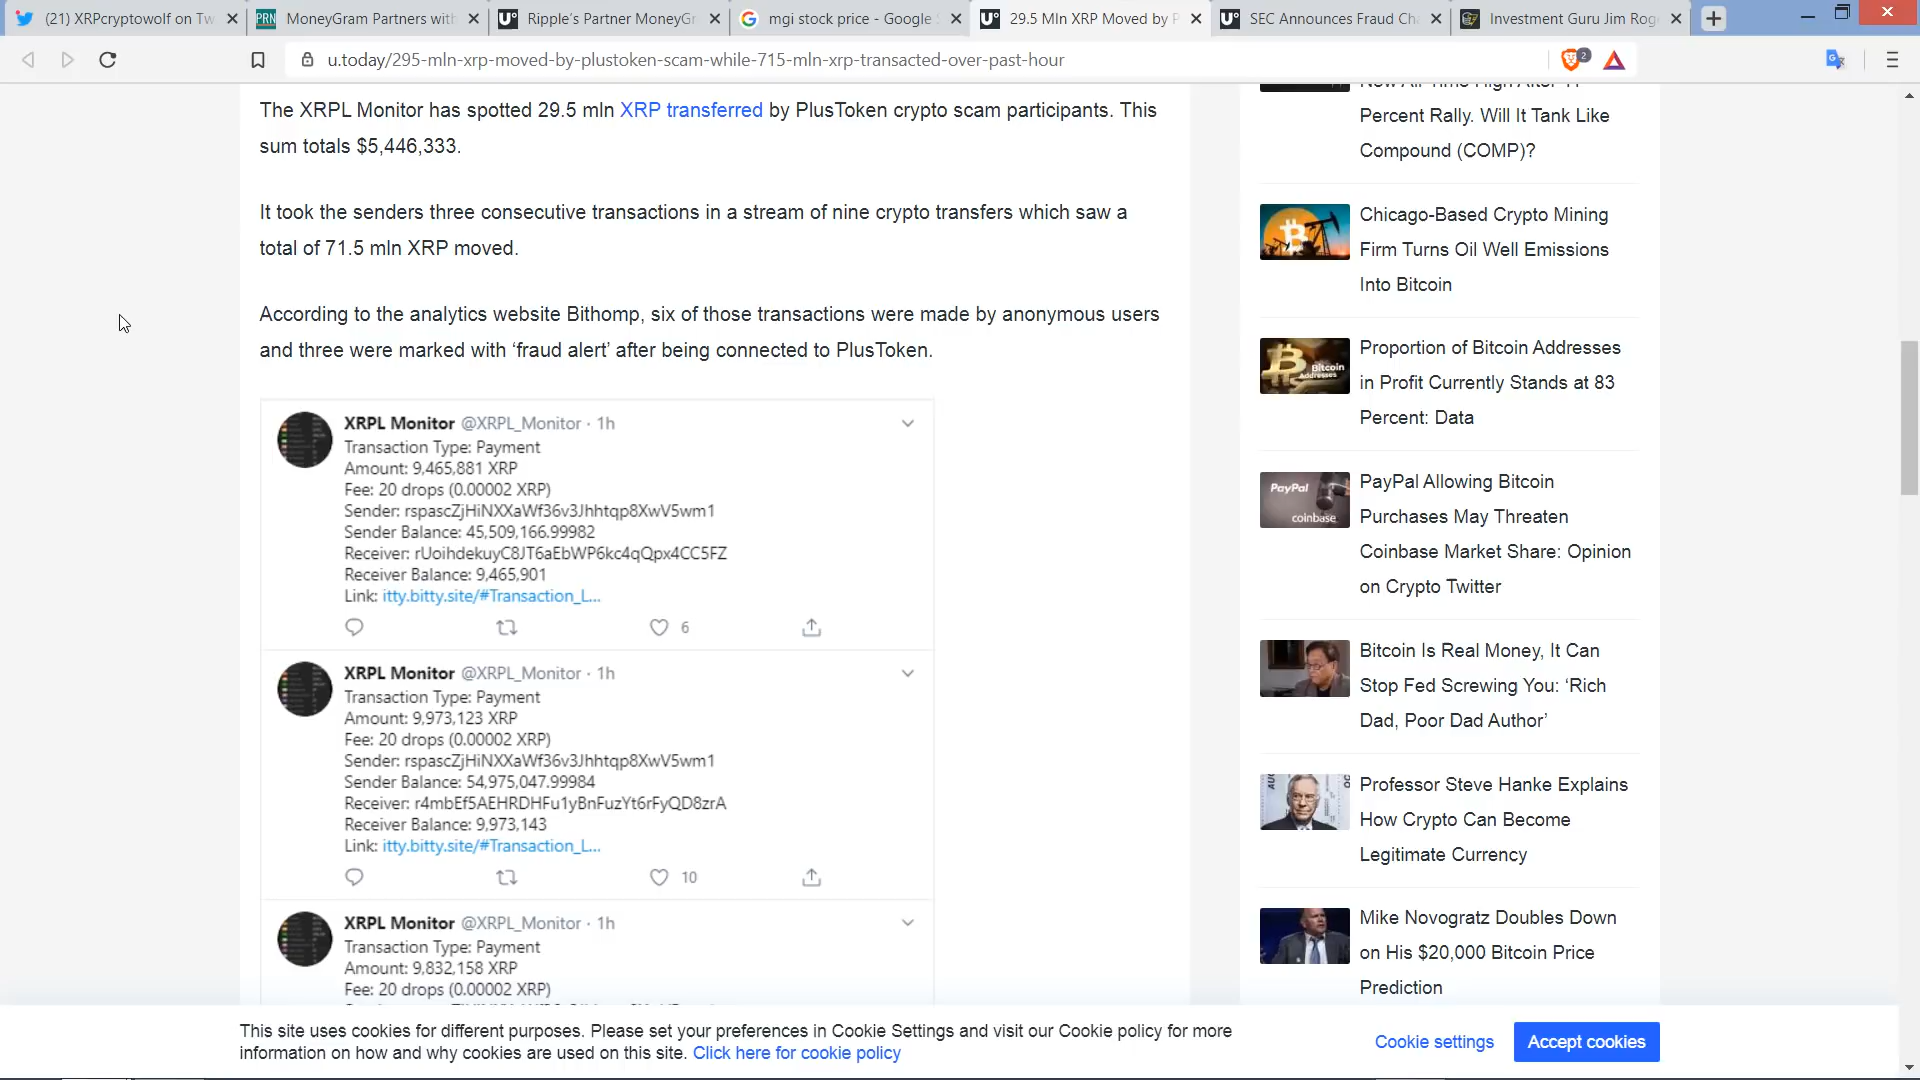 (21) XRPcryptowolf on Tw
MoneyGram Partners with
Ripple's Partner MoneyGr
mgi stock price - Google S
29.5 Mln XRP Moved by P
SEC Announces Fraud Cha
Investment Guru Jim Roge
u.today/295-mln-xrp-moved-by-plustoken-scam-while-715-mln-xrp-transacted-over-past-hour
2
The XRPL Monitor has spotted 29.5 mln XRP transferred by PlusToken crypto scam participants. This
sum totals $5,446,333.
It took the senders three consecutive transactions in a stream of nine crypto transfers which saw a
total of 71.5 mln XRP moved.
According to the analytics website Bithomp, six of those transactions were made by anonymous users
and three were marked with ‘fraud alert’ after being connected to PlusToken.
XRPL Monitor @XRPL_Monitor · 1h
Transaction Type: Payment
Amount: 9,465,881 XRP
Fee: 20 drops (0.00002 XRP)
Sender: rspascZjHiNXXaWf36v3Jhhtqp8XwV5wm1
Sender Balance: 45,509,166.99982
Receiver: rUoihdekuyC8JT6aEbWP6kc4qQpx4CC5FZ
Receiver Balance: 9,465,901
Link: itty.bitty.site/#Transaction_L...
6
XRPL Monitor @XRPL_Monitor · 1h
Transaction Type: Payment
Amount: 9,973,123 XRP
Fee: 20 drops (0.00002 XRP)
Sender: rspascZjHiNXXaWf36v3Jhhtqp8XwV5wm1
Sender Balance: 54,975,047.99984
Receiver: r4mbEf5AEHRDHFu1yBnFuzYt6rFyQD8zrA
Receiver Balance: 9,973,143
Link: itty.bitty.site/#Transaction_L...
10
XRPL Monitor @XRPL_Monitor · 1h
Transaction Type: Payment
Amount: 9,832,158 XRP
Fee: 20 drops (0.00002 XRP)
Percent Rally. Will It Tank Like
Compound (COMP)?
Chicago-Based Crypto Mining
Firm Turns Oil Well Emissions
Into Bitcoin
Bitcoin
Addresses
Proportion of Bitcoin Addresses
in Profit Currently Stands at 83
Percent: Data
PayPal
coinbase
PayPal Allowing Bitcoin
Purchases May Threaten
Coinbase Market Share: Opinion
on Crypto Twitter
Bitcoin Is Real Money, It Can
Stop Fed Screwing You: ‘Rich
Dad, Poor Dad Author’
Professor Steve Hanke Explains
How Crypto Can Become
Legitimate Currency
Mike Novogratz Doubles Down
on His $20,000 Bitcoin Price
Prediction
This site uses cookies for different purposes. Please set your preferences in Cookie Settings and visit our Cookie policy for more
information on how and why cookies are used on this site. Click here for cookie policy
Cookie settings
Accept cookies